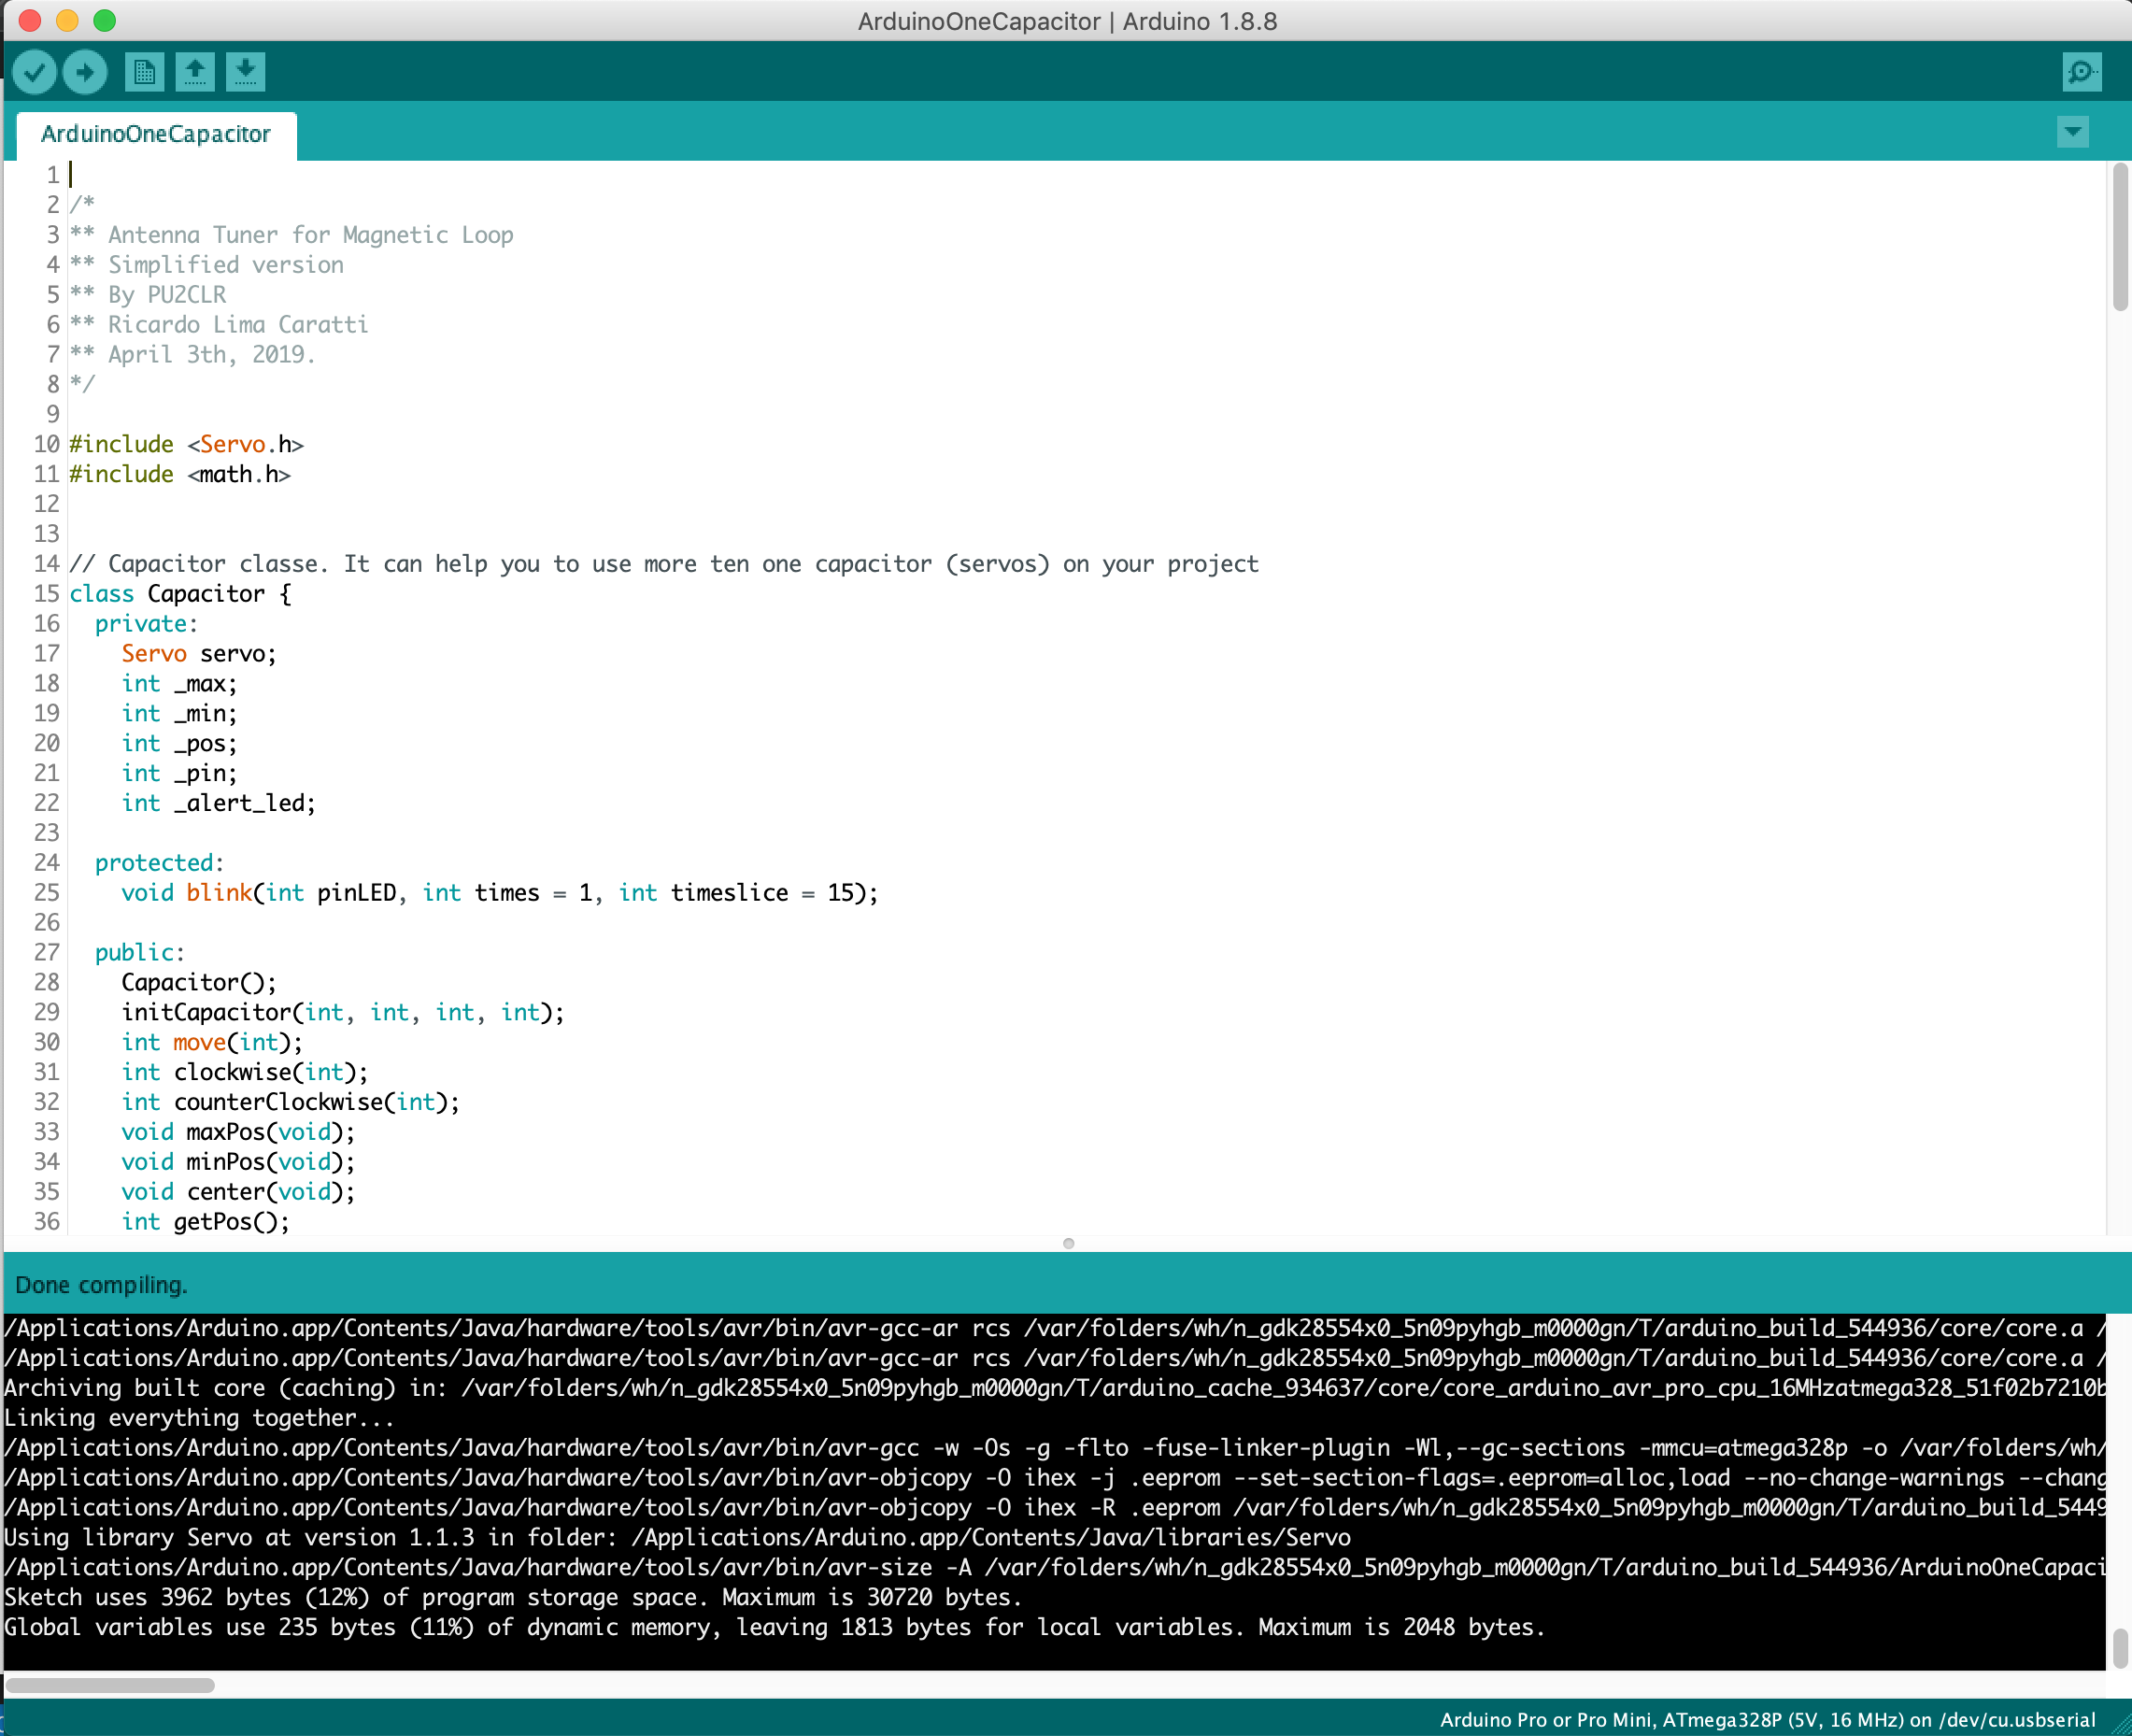 ArduinoOneCapacitor | Arduino 1.8.8
ArduinoOneCapacitor
1
2 /*
3 ** Antenna Tuner for Magnetic Loop
4 ** Simplified version
5 ** By PU2CLR
6 ** Ricardo Lima Caratti
7 ** April 3th, 2019.
8 */
9
10 #include <Servo.h>
11 #include <math.h>
12
13
14 // Capacitor classe. It can help you to use more ten one capacitor (servos) on your project
15 class Capacitor {
16 private:
17 Servo servo;
18 int _max;
19 int _min;
20 int _pos;
21 int _pin;
22 int _alert_led;
23
24 protected:
25 void blink(int pinLED, int times = 1, int timeslice = 15);
26
27 public:
28 Capacitor();
29 initCapacitor(int, int, int, int);
30 int move(int);
31 int clockwise(int);
32 int counterClockwise(int);
33 void maxPos(void);
34 void minPos(void);
35 void center(void);
36 int getPos();
Done compiling.
/Applications/Arduino.app/Contents/Java/hardware/tools/avr/bin/avr-gcc-ar rcs /var/folders/wh/n_gdk28554x0_5n09pyhgb_m0000gn/T/arduino_build_544936/core/core.a /
/Applications/Arduino.app/Contents/Java/hardware/tools/avr/bin/avr-gcc-ar rcs /var/folders/wh/n_gdk28554x0_5n09pyhgb_m0000gn/T/arduino_build_544936/core/core.a /
Archiving built core (caching) in: /var/folders/wh/n_gdk28554x0_5n09pyhgb_m0000gn/T/arduino_cache_934637/core/core_arduino_avr_pro_cpu_16MHzatmega328_51f02b7210b
Linking everything together...
/Applications/Arduino.app/Contents/Java/hardware/tools/avr/bin/avr-gcc -w -Os -g -flto -fuse-linker-plugin -Wl,--gc-sections -mmcu=atmega328p -o /var/folders/wh/
/Applications/Arduino.app/Contents/Java/hardware/tools/avr/bin/avr-objcopy -O ihex -j .eeprom --set-section-flags=.eeprom=alloc,load --no-change-warnings --chang
/Applications/Arduino.app/Contents/Java/hardware/tools/avr/bin/avr-objcopy -O ihex -R .eeprom /var/folders/wh/n_gdk28554x0_5n09pyhgb_m0000gn/T/arduino_build_5449
Using library Servo at version 1.1.3 in folder: /Applications/Arduino.app/Contents/Java/libraries/Servo
/Applications/Arduino.app/Contents/Java/hardware/tools/avr/bin/avr-size -A /var/folders/wh/n_gdk28554x0_5n09pyhgb_m0000gn/T/arduino_build_544936/ArduinoOneCapaci
Sketch uses 3962 bytes (12%) of program storage space. Maximum is 30720 bytes.
Global variables use 235 bytes (11%) of dynamic memory, leaving 1813 bytes for local variables. Maximum is 2048 bytes.
Arduino Pro or Pro Mini, ATmega328P (5V, 16 MHz) on /dev/cu.usbserial